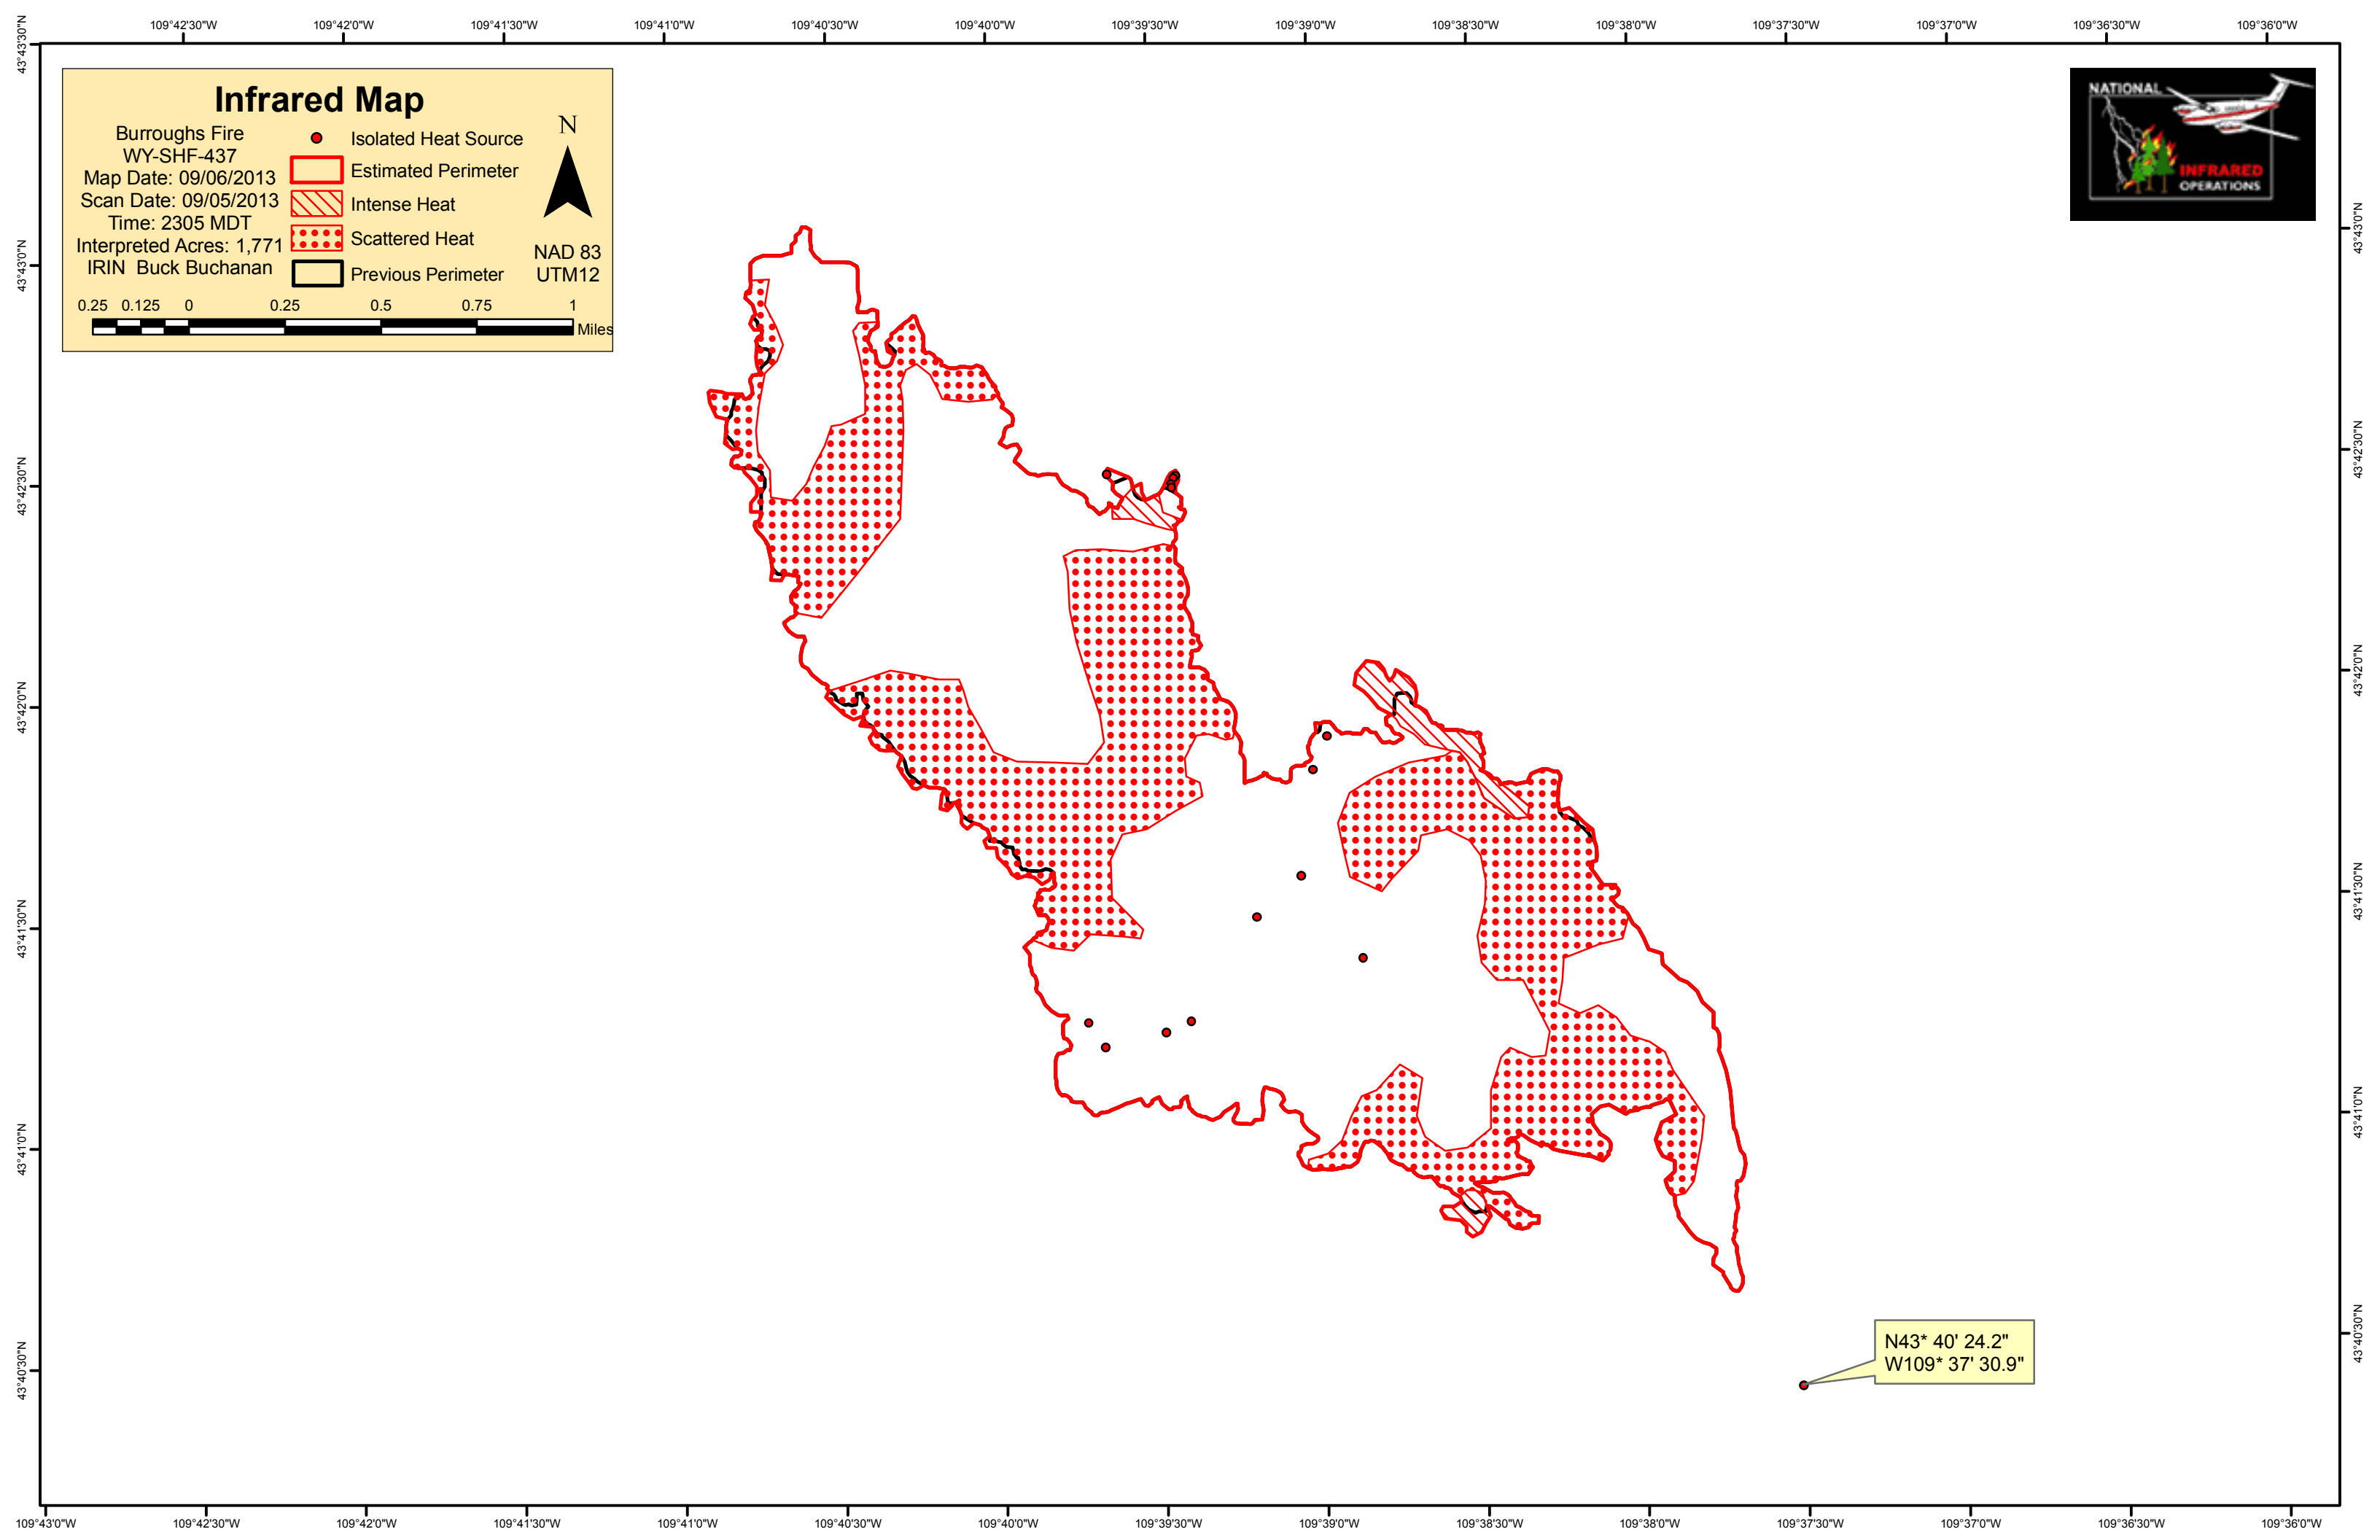 109°42'30"W 109°42'0"W 109°41'30"W 109°41'0"W 109°40'30"W 109°40'0"W 109°39'30"W 109°39'0"W 109°38'30"W 109°38'0"W 109°37'30"W 109°37'0"W 109°36'30"W 109°36'0"W
43°43'30"N
43°43'0"N
43°42'30"N
43°42'0"N
43°41'30"N
43°41'0"N
43°40'30"N
Infrared Map
Burroughs Fire
WY-SHF-437
Map Date: 09/06/2013
Scan Date: 09/05/2013
Time: 2305 MDT
Interpreted Acres: 1,771
IRIN Buck Buchanan
Isolated Heat Source
Estimated Perimeter
Intense Heat
Scattered Heat
Previous Perimeter
N
NAD 83
UTM12
0.25 0.125 0 0.25 0.5 0.75 1
Miles
NATIONAL
INFRARED
OPERATIONS
43°43'0"N
43°42'30"N
43°42'0"N
43°41'30"N
43°41'0"N
43°40'30"N
N43* 40' 24.2"
W109* 37' 30.9"
109°43'0"W 109°42'30"W 109°42'0"W 109°41'30"W 109°41'0"W 109°40'30"W 109°40'0"W 109°39'30"W 109°39'0"W 109°38'30"W 109°38'0"W 109°37'30"W 109°37'0"W 109°36'30"W 109°36'0"W